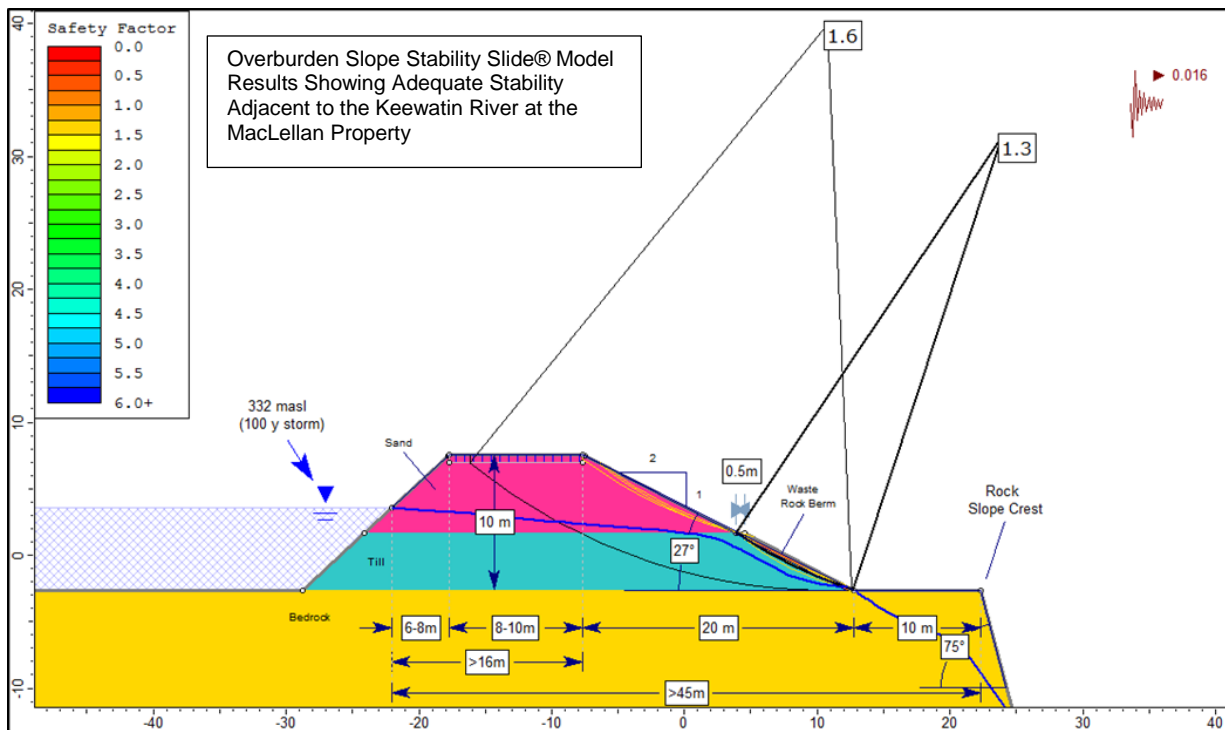 Safety Factor
0.0
0.5
1.0
1.5
2.0
2.5
3.0
3.5
4.0
4.5
5.0
5.5
6.0+
Overburden Slope Stability Slide® Model
Results Showing Adequate Stability
Adjacent to the Keewatin River at the
MacLellan Property
1.6
0.016
1.3
332 masl
(100 y storm)
Sand
2
1
0.5m
Waste
Rock Berm
Rock
Slope Crest
10 m
27°
Till
Bedrock
6-8m
8-10m
20 m
10 m
>16m
75°
>45m
40
30
20
10
0
-10
-40
-30
-20
-10
0
10
20
30
40